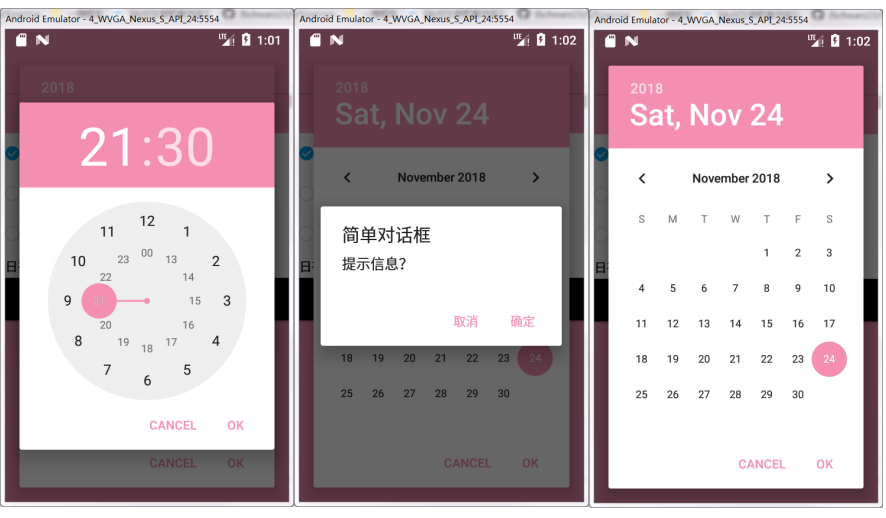 Android Emulator - 4_WVGA_Nexus_S_API_24:5554
LTE 1:01
2018
21:30
12
11 1
00
23 13
10 2
22 14
9 21 15 3
20 16
8 4
19 17
18
7 5
6
CANCEL OK
CANCEL OK
Android Emulator - 4_WVGA_Nexus_S_API_24:5554
LTE 1:02
2018
Sat, Nov 24
November 2018
简单对话框
提示信息?
取消 确定
18 19 20 21 22 23 24
25 26 27 28 29 30
CANCEL OK
Android Emulator - 4_WVGA_Nexus_S_API_24:5554
LTE 1:02
2018
Sat, Nov 24
November 2018
S M T W T F S
1 2 3
4 5 6 7 8 9 10
11 12 13 14 15 16 17
18 19 20 21 22 23 24
25 26 27 28 29 30
CANCEL OK